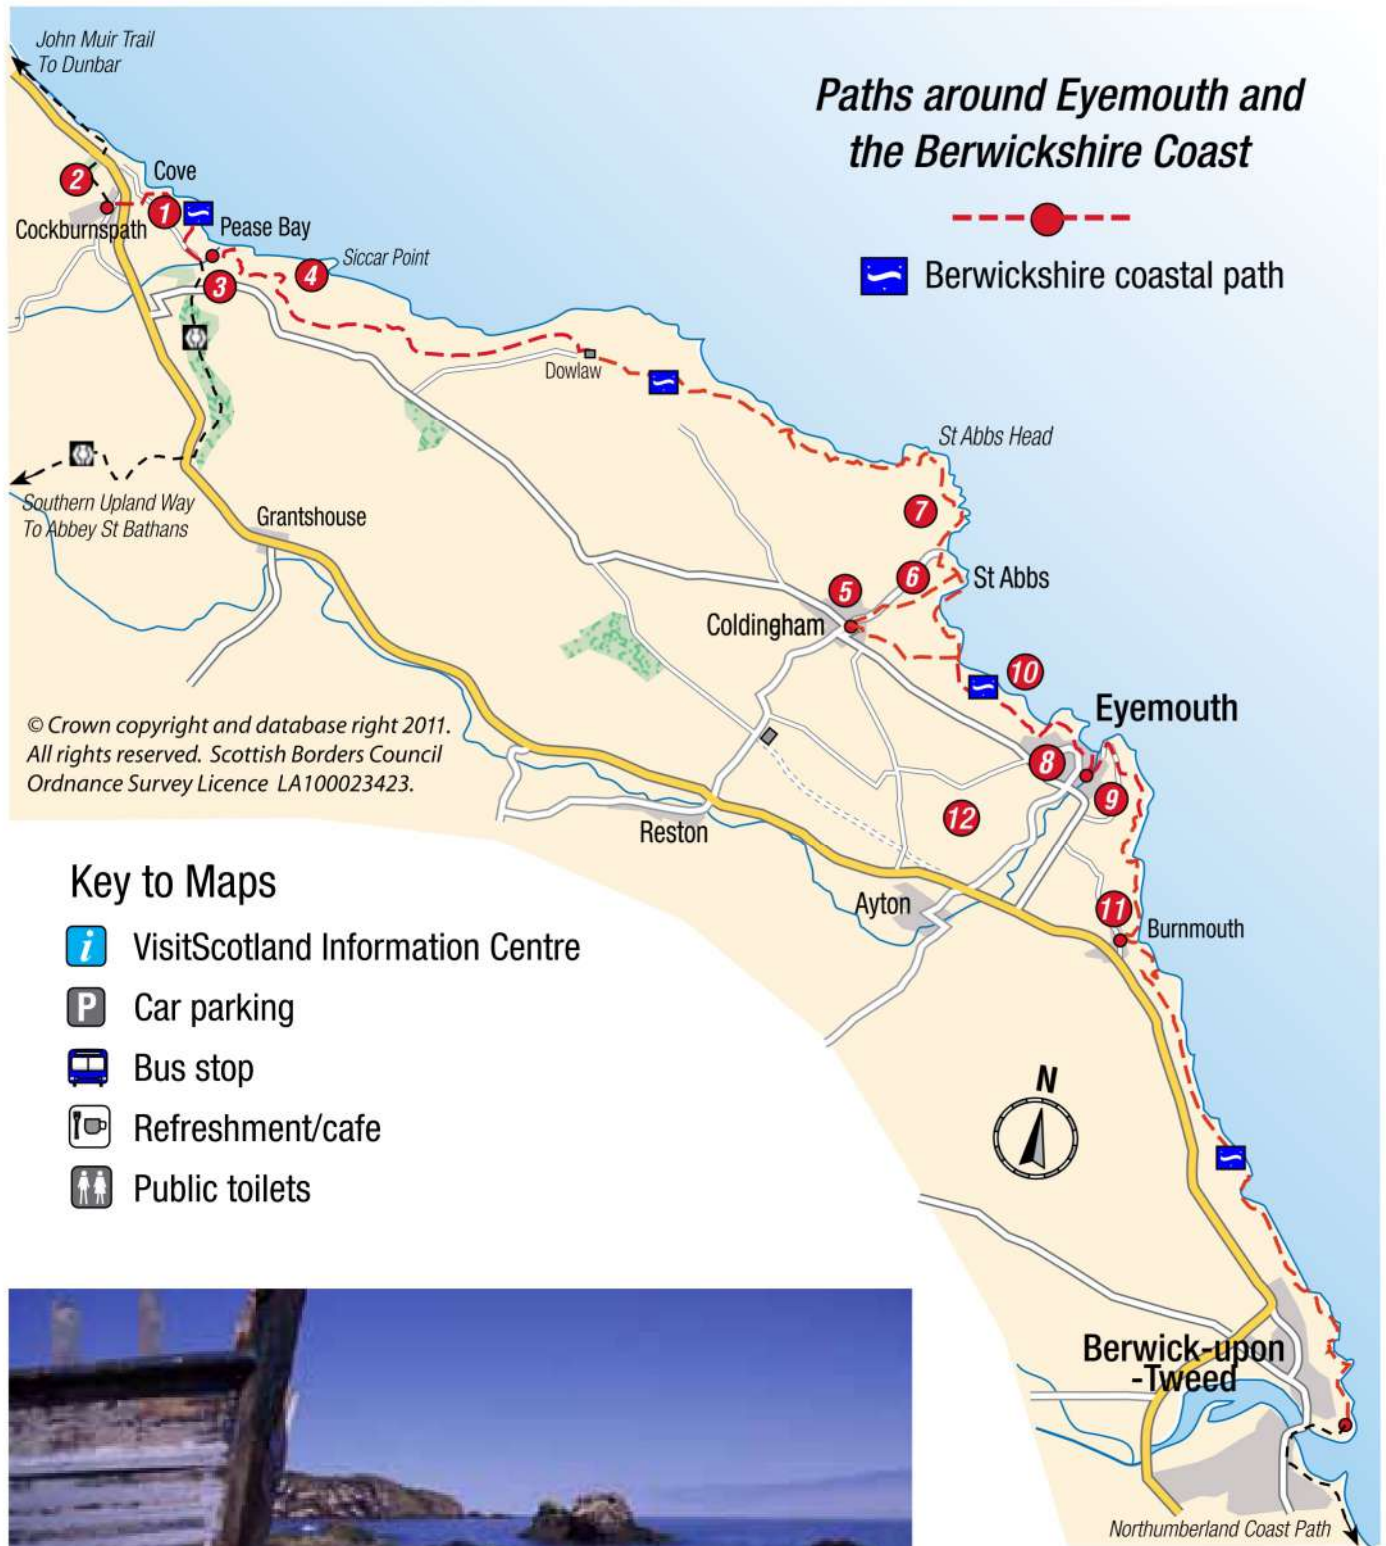 John Muir Trail
To Dunbar
Paths around Eyemouth and
the Berwickshire Coast
Berwickshire coastal path
2
Cove
1
Cockburnspath
Pease Bay
Siccar Point
4
3
Dowlaw
St Abbs Head
Southern Upland Way
To Abbey St Bathans
Grantshouse
7
6
5
St Abbs
Coldingham
10
Eyemouth
© Crown copyright and database right 2011.
All rights reserved. Scottish Borders Council
Ordnance Survey Licence LA100023423.
8
9
12
Reston
Ayton
11
Burnmouth
Key to Maps
i VisitScotland Information Centre
P Car parking
Bus stop
Refreshment/cafe
Public toilets
N
Berwick-upon
-Tweed
Northumberland Coast Path